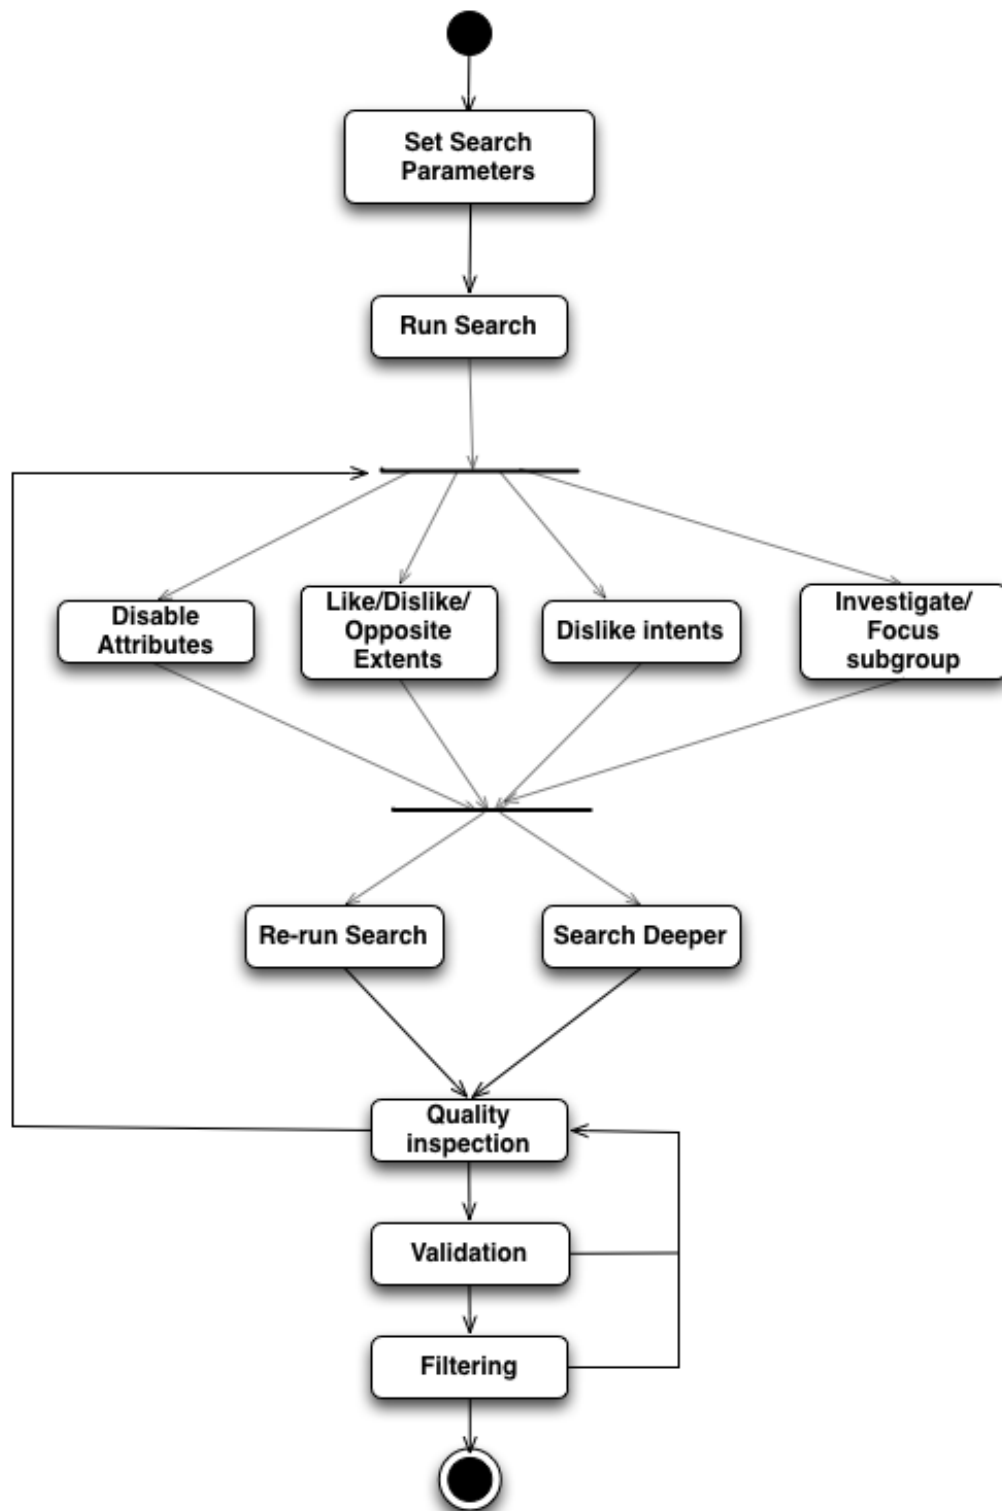 Set Search
Parameters
Run Search
Disable
Attributes
Like/Dislike/
Opposite
Extents
Dislike intents
Investigate/
Focus
subgroup
Re-run Search
Search Deeper
Quality
inspection
Validation
Filtering